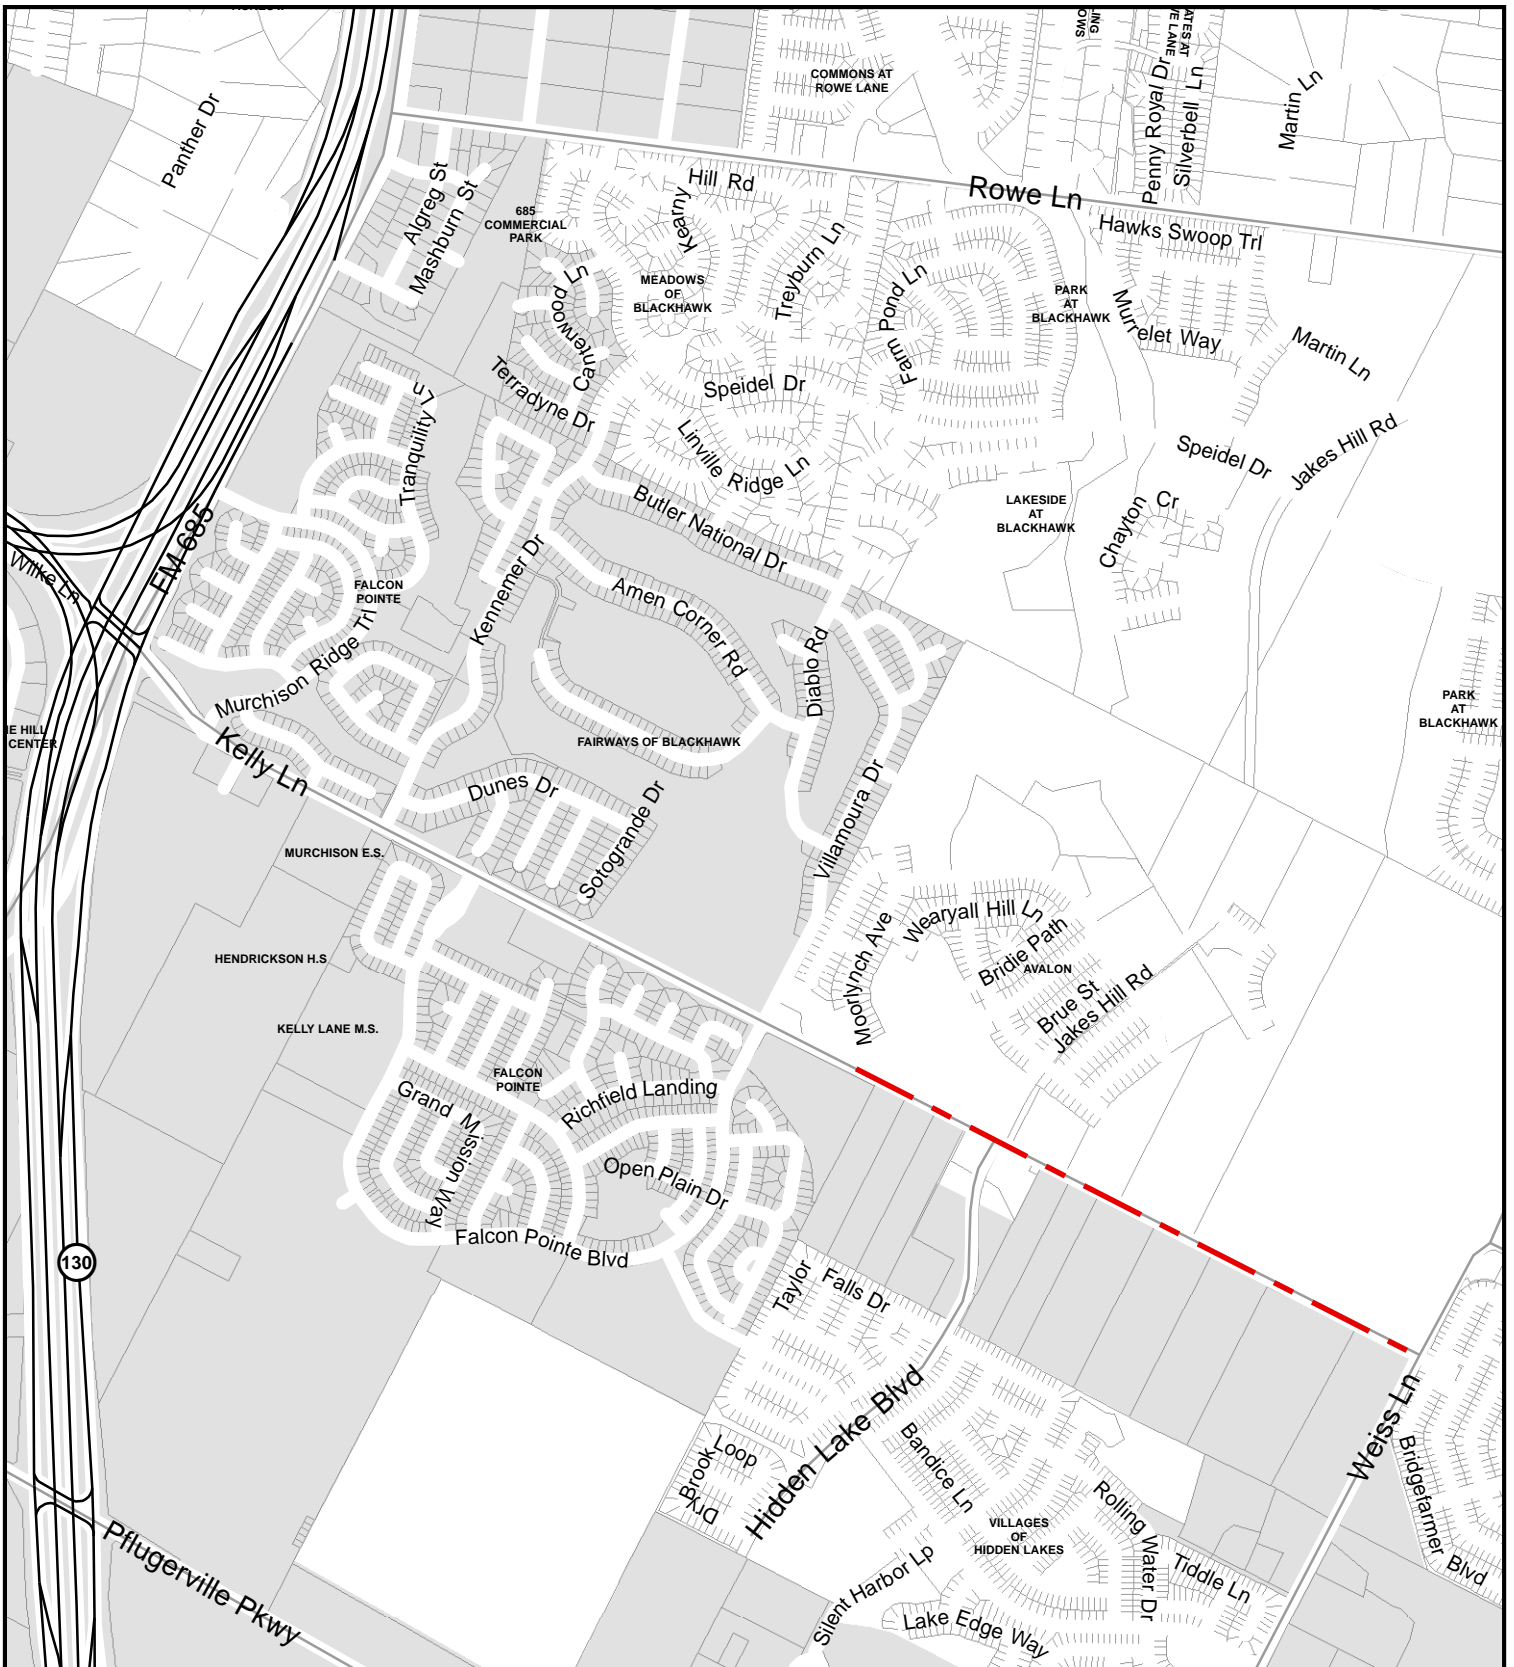 Panther Dr
COMMONS AT
ROWE LANE
Penny Royal Dr
Silverbell Ln
Martin Ln
Algreg St
Mashburn St
685
COMMERCIAL
PARK
Kearny
Hill Rd
Rowe Ln
Hawks Swoop Trl
Canterwood Ln
MEADOWS
OF
BLACKHAWK
Treyburn Ln
Farm Pond Ln
PARK
AT
BLACKHAWK
Murrelet Way
Martin Ln
Terradyne Dr
Speidel Dr
Tranquility Ln
Linville Ridge Ln
Speidel Dr
Jakes Hill Rd
Butler National Dr
LAKESIDE
AT
BLACKHAWK
Chayton Cr
FM 685
Wilke Ln
FALCON
POINTE
Kennemer Dr
Amen Corner Rd
Diablo Rd
Murchison Ridge Trl
PARK
AT
BLACKHAWK
NE HILL
CENTER
Kelly Ln
FAIRWAYS OF BLACKHAWK
Dunes Dr
Sotogrande Dr
Villamoura Dr
MURCHISON E.S.
Moorlynch Ave
Wearyall Hill Ln
Bridie Path
AVALON
Brue St
Jakes Hill Rd
HENDRICKSON H.S
KELLY LANE M.S.
FALCON
POINTE
Richfield Landing
Grand Mission Way
Open Plain Dr
Falcon Pointe Blvd
130
Taylor Falls Dr
Hidden Lake Blvd
Weiss Ln
Dry Brook Loop
Bandice Ln
Bridgefarmer Blvd
Rolling Water Dr
VILLAGES
OF
HIDDEN LAKES
Tiddle Ln
Pflugerville Pkwy
Silent Harbor Lp
Lake Edge Way